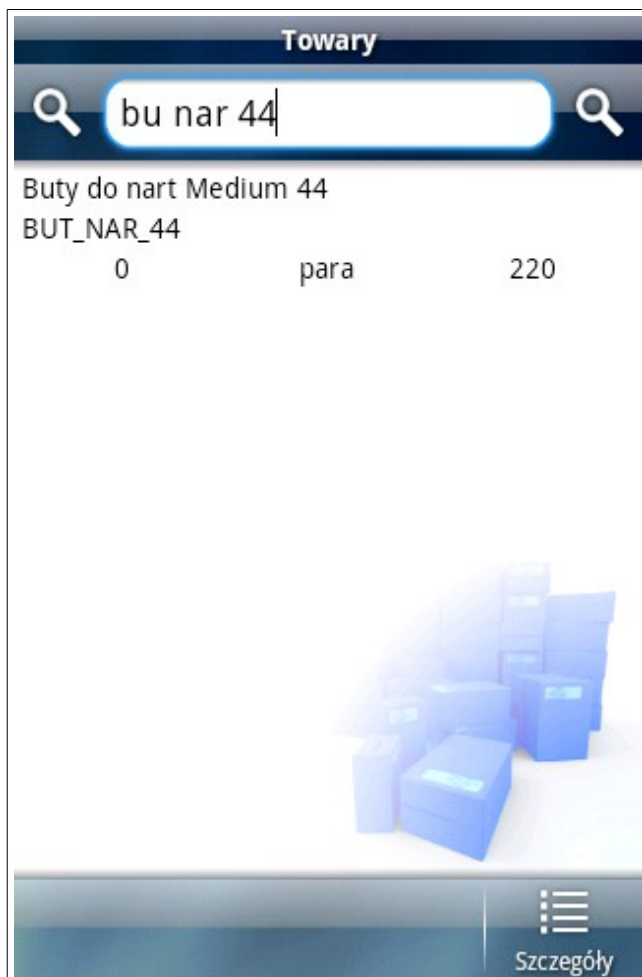 Towary
bu nar 44
Buty do nart Medium 44
BUT_NAR_44
0 para 220
Szczegóły